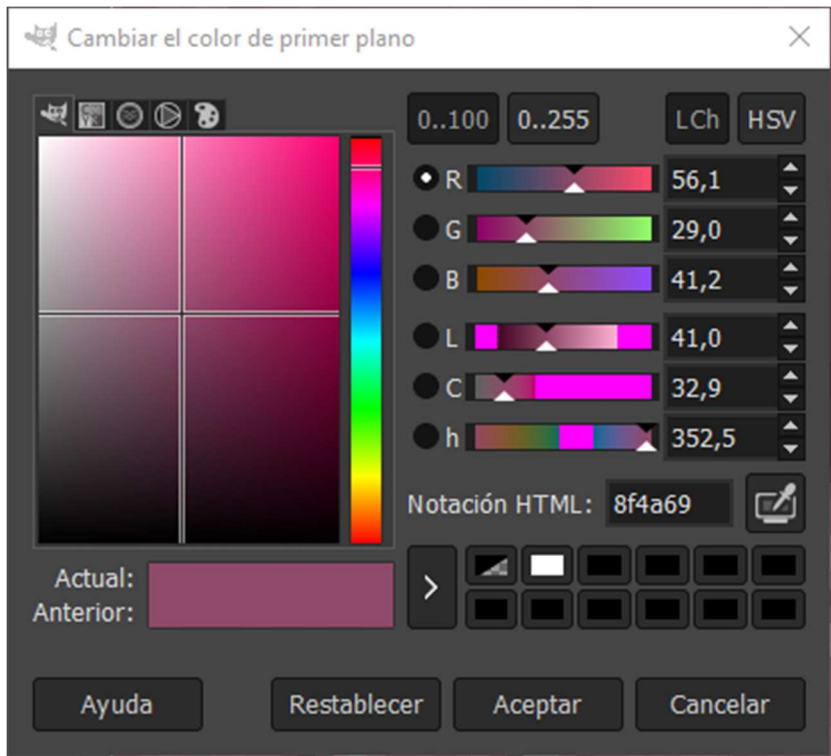 Cambiar el color de primer plano
0..100 0..255 LCh HSV
R 56,1
G 29,0
B 41,2
L 41,0
C 32,9
h 352,5
Notación HTML: 8f4a69
Actual:
Anterior:
Ayuda Restablecer Aceptar Cancelar